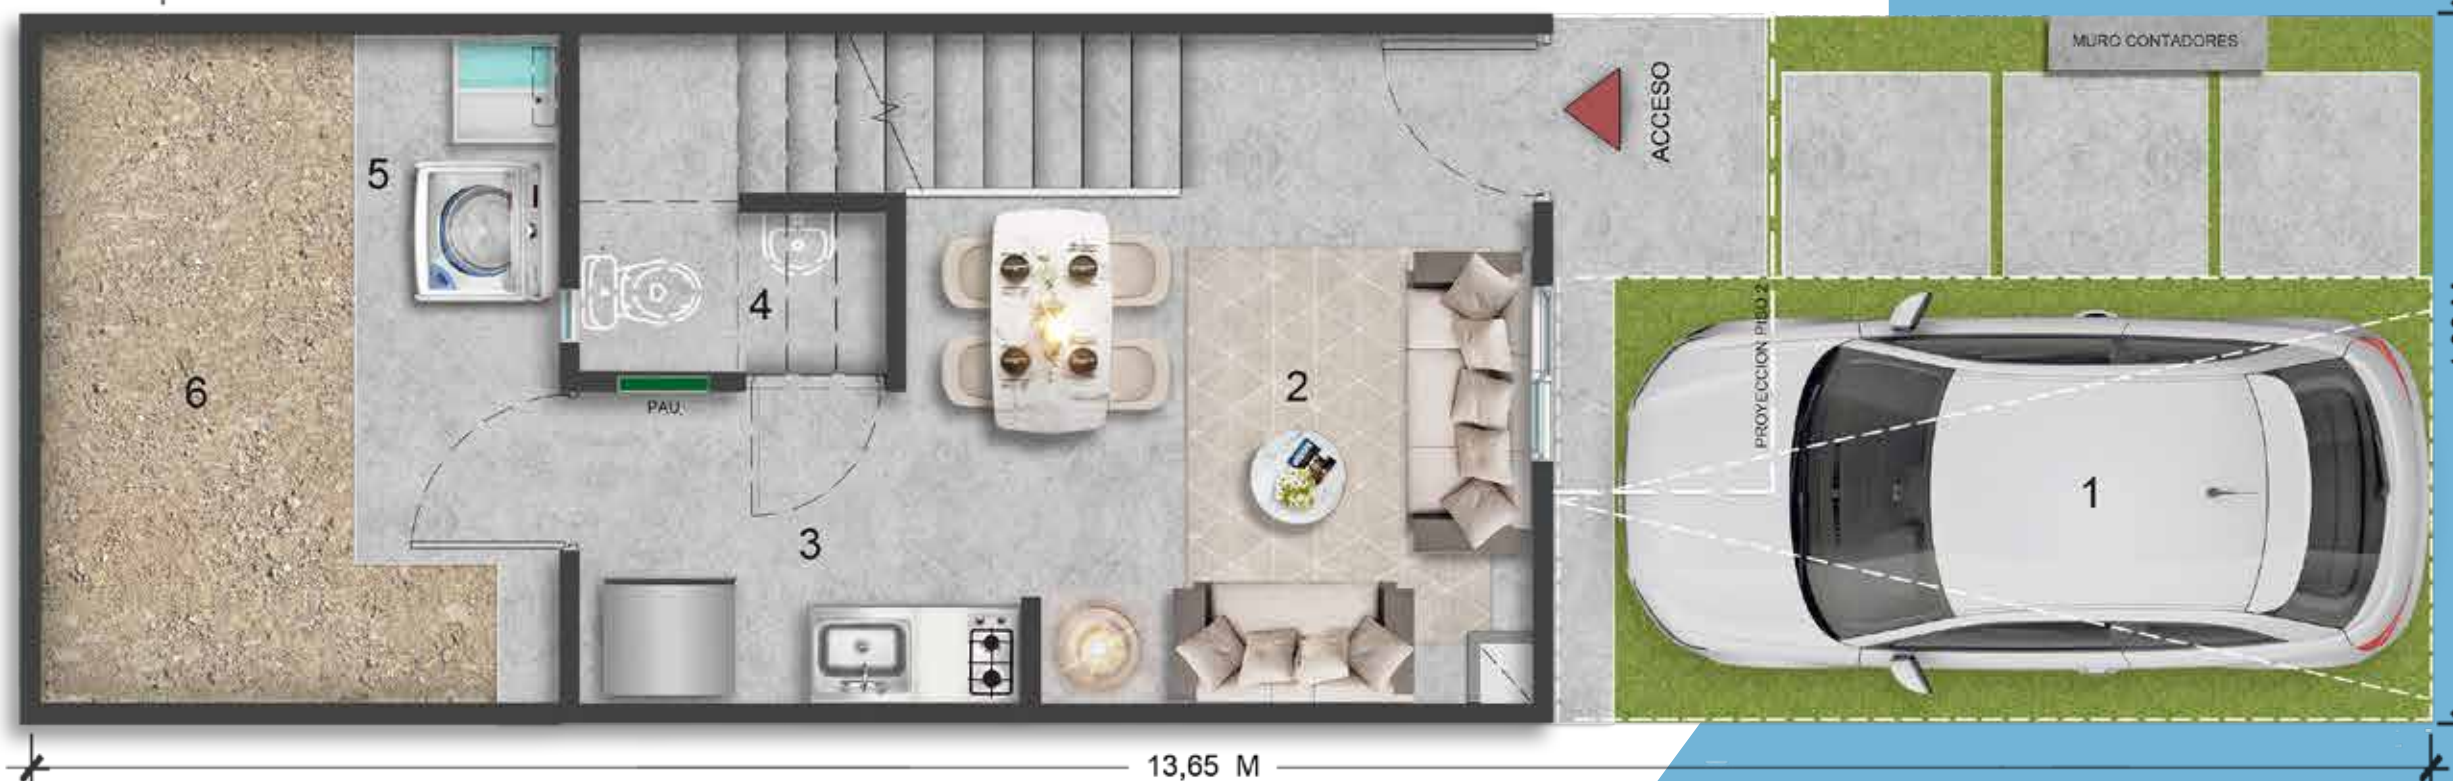 MURO CONTADORES
ACCESO
5
4
6
PAU.
2
PROYECCION PISO 2
1
3
13,65 M